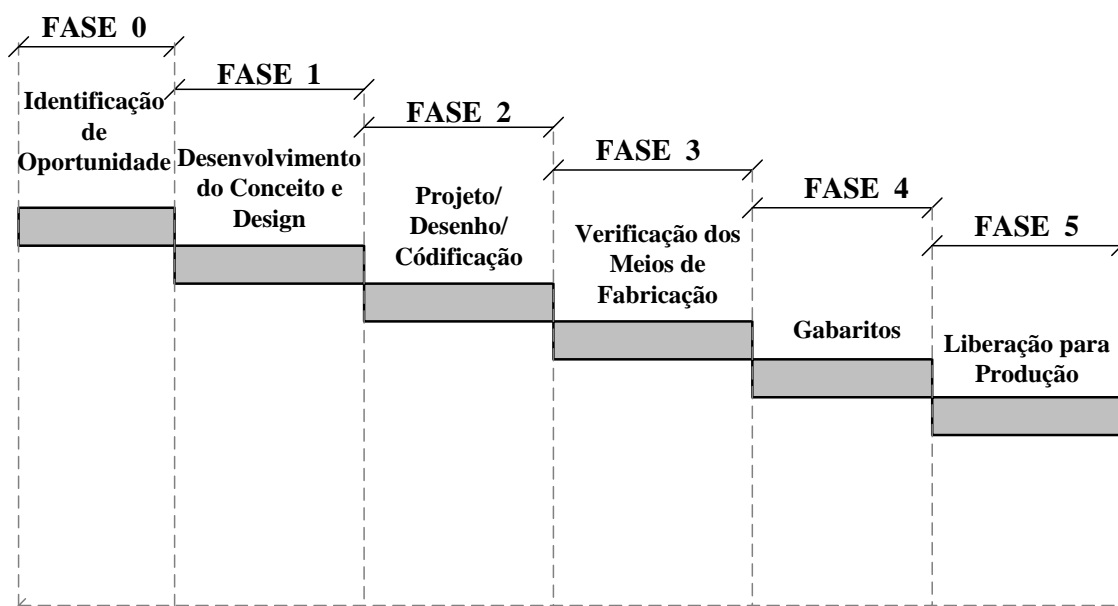 FASE 0
Identificação
de
Oportunidade
FASE 1
Desenvolvimento
do Conceito e
Design
FASE 2
Projeto/
Desenho/
Códificação
FASE 3
Verificação dos
Meios de
Fabricação
FASE 4
Gabaritos
FASE 5
Liberação para
Produção